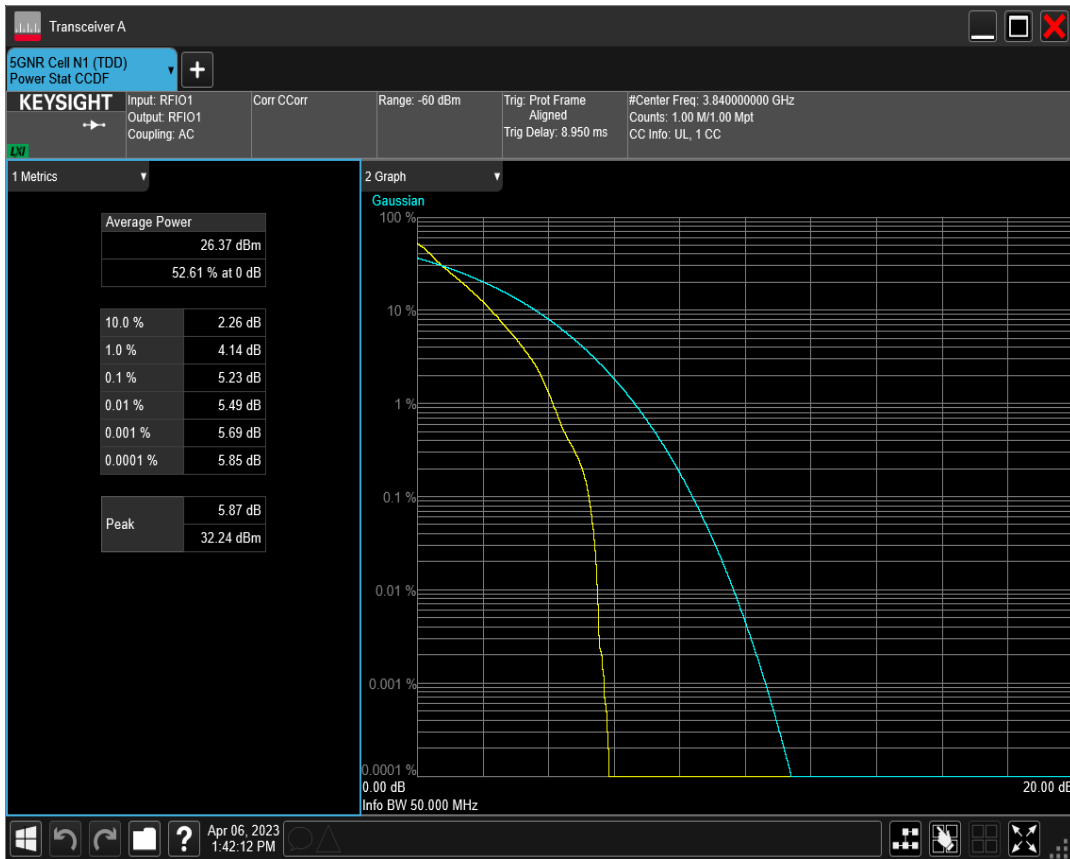 Transceiver A
5GNR Cell N1 (TDD)
Power Stat CCDF
+
KEYSIGHT
LXI
Input: RFIO1
Output: RFIO1
Coupling: AC
Corr CCorr
Range: -60 dBm
Trig: Prot Frame
Aligned
Trig Delay: 8.950 ms
#Center Freq: 3.840000000 GHz
Counts: 1.00 M/1.00 Mpt
CC Info: UL, 1 CC
1 Metrics
Average Power
26.37 dBm
52.61 % at 0 dB
10.0 % 2.26 dB
1.0 % 4.14 dB
0.1 % 5.23 dB
0.01 % 5.49 dB
0.001 % 5.69 dB
0.0001 % 5.85 dB
Peak
5.87 dB
32.24 dBm
2 Graph
Gaussian
100 %
10 %
1 %
0.1 %
0.01 %
0.001 %
0.0001 %
0.00 dB 20.00 dB
Info BW 50.000 MHz
?
Apr 06, 2023
1:42:12 PM